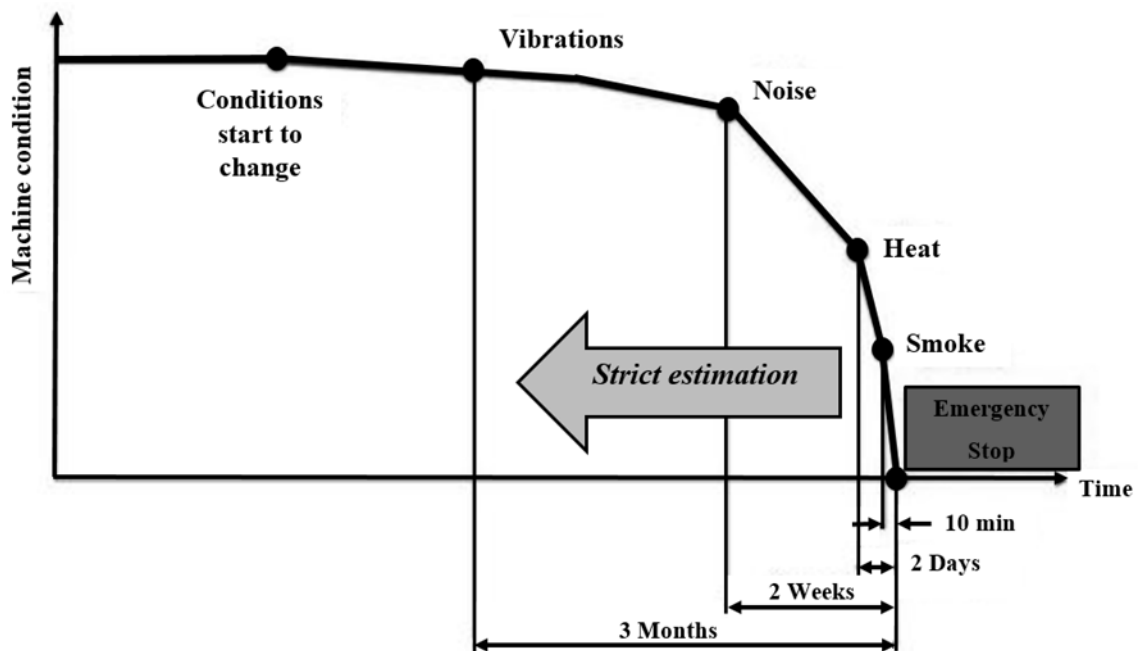 Vibrations
Noise
Conditions
start to
change
Machine condition
Heat
Smoke
Strict estimation
Emergency
Stop
Time
10 min
2 Days
2 Weeks
3 Months